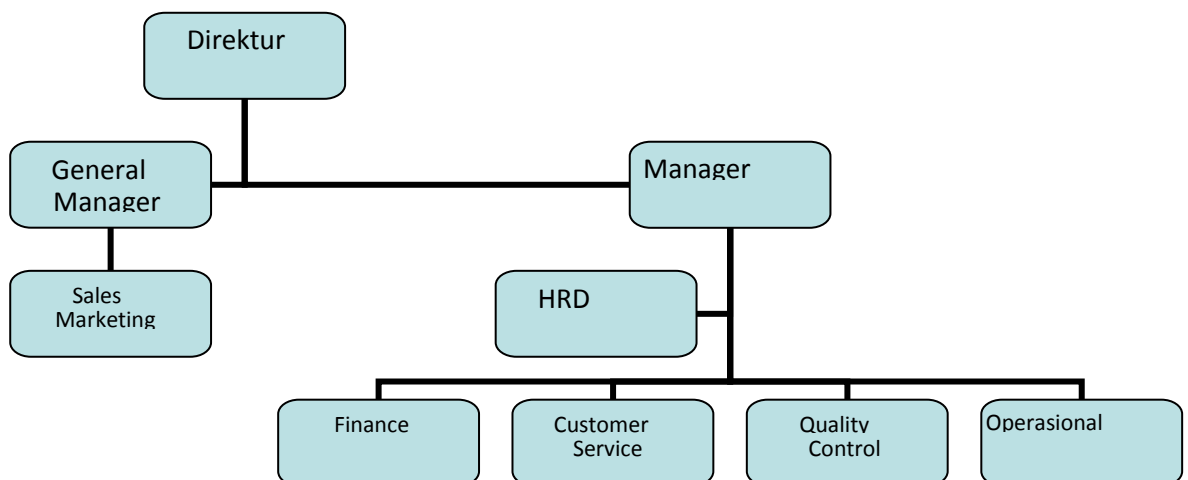 Direktur
General
Manager
Manager
Sales
Marketing
HRD
Finance
Customer
Service
Quality
Control
Operasional